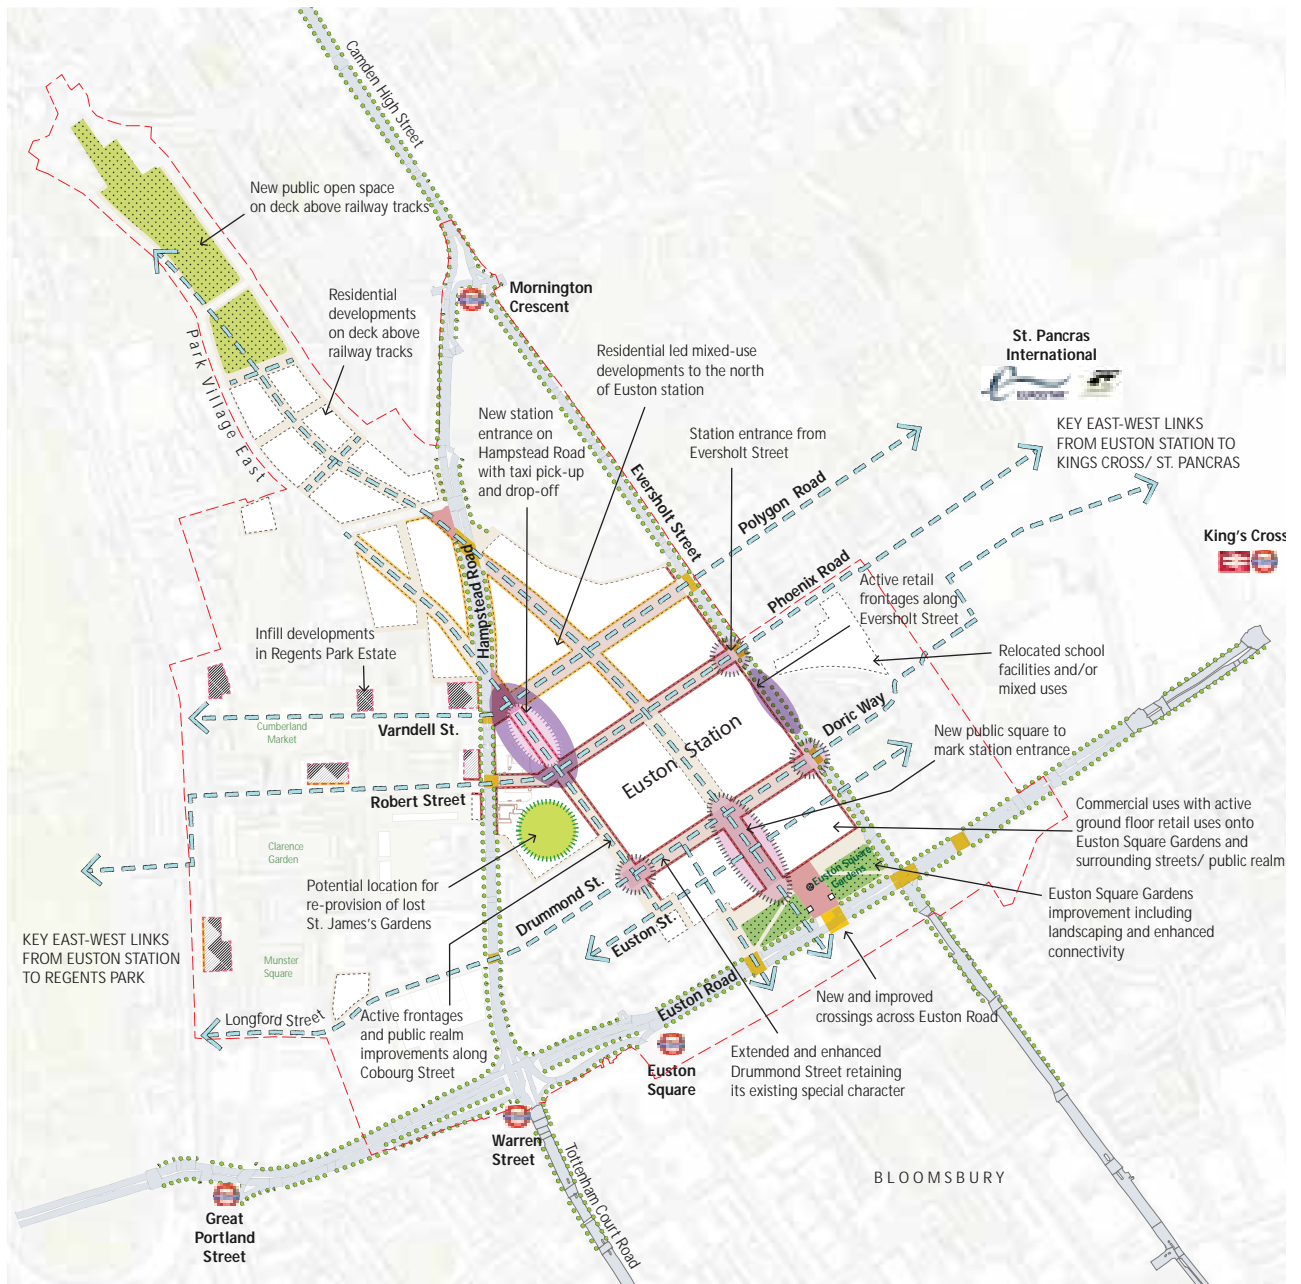 Camden High Street
New public open space
on deck above railway tracks
Mornington
Crescent
Residential
developments
on deck above
railway tracks
Park Village East
St. Pancras
International
Residential led mixed-use
developments to the north
of Euston station
New station
entrance on
Hampstead Road
with taxi pick-up
and drop-off
Station entrance from
Eversholt Street
KEY EAST-WEST LINKS
FROM EUSTON STATION TO
KINGS CROSS/ ST. PANCRAS
Eversholt Street
Polygon Road
King's Cross
Hampstead Road
Phoenix Road
Active retail
frontages along
Eversholt Street
Infill developments
in Regents Park Estate
Relocated school
facilities and/or
mixed uses
Cumberland
Market
Varndell St.
Doric Way
New public square to
mark station entrance
Euston Station
Robert Street
Commercial uses with active
ground floor retail uses onto
Euston Square Gardens and
surrounding streets/ public realm
Clarence
Garden
Euston Square
Gardens
Potential location for
re-provision of lost
St. James's Gardens
Drummond St.
Euston St.
Euston Square Gardens
improvement including
landscaping and enhanced
connectivity
KEY EAST-WEST LINKS
FROM EUSTON STATION
TO REGENTS PARK
Munster
Square
Euston Road
New and improved
crossings across Euston Road
Longford Street
Active frontages
and public realm
improvements along
Cobourg Street
Extended and enhanced
Drummond Street retaining
its existing special character
Euston
Square
Warren
Street
Tottenham Court Road
BLOOMSBURY
Great
Portland
Street